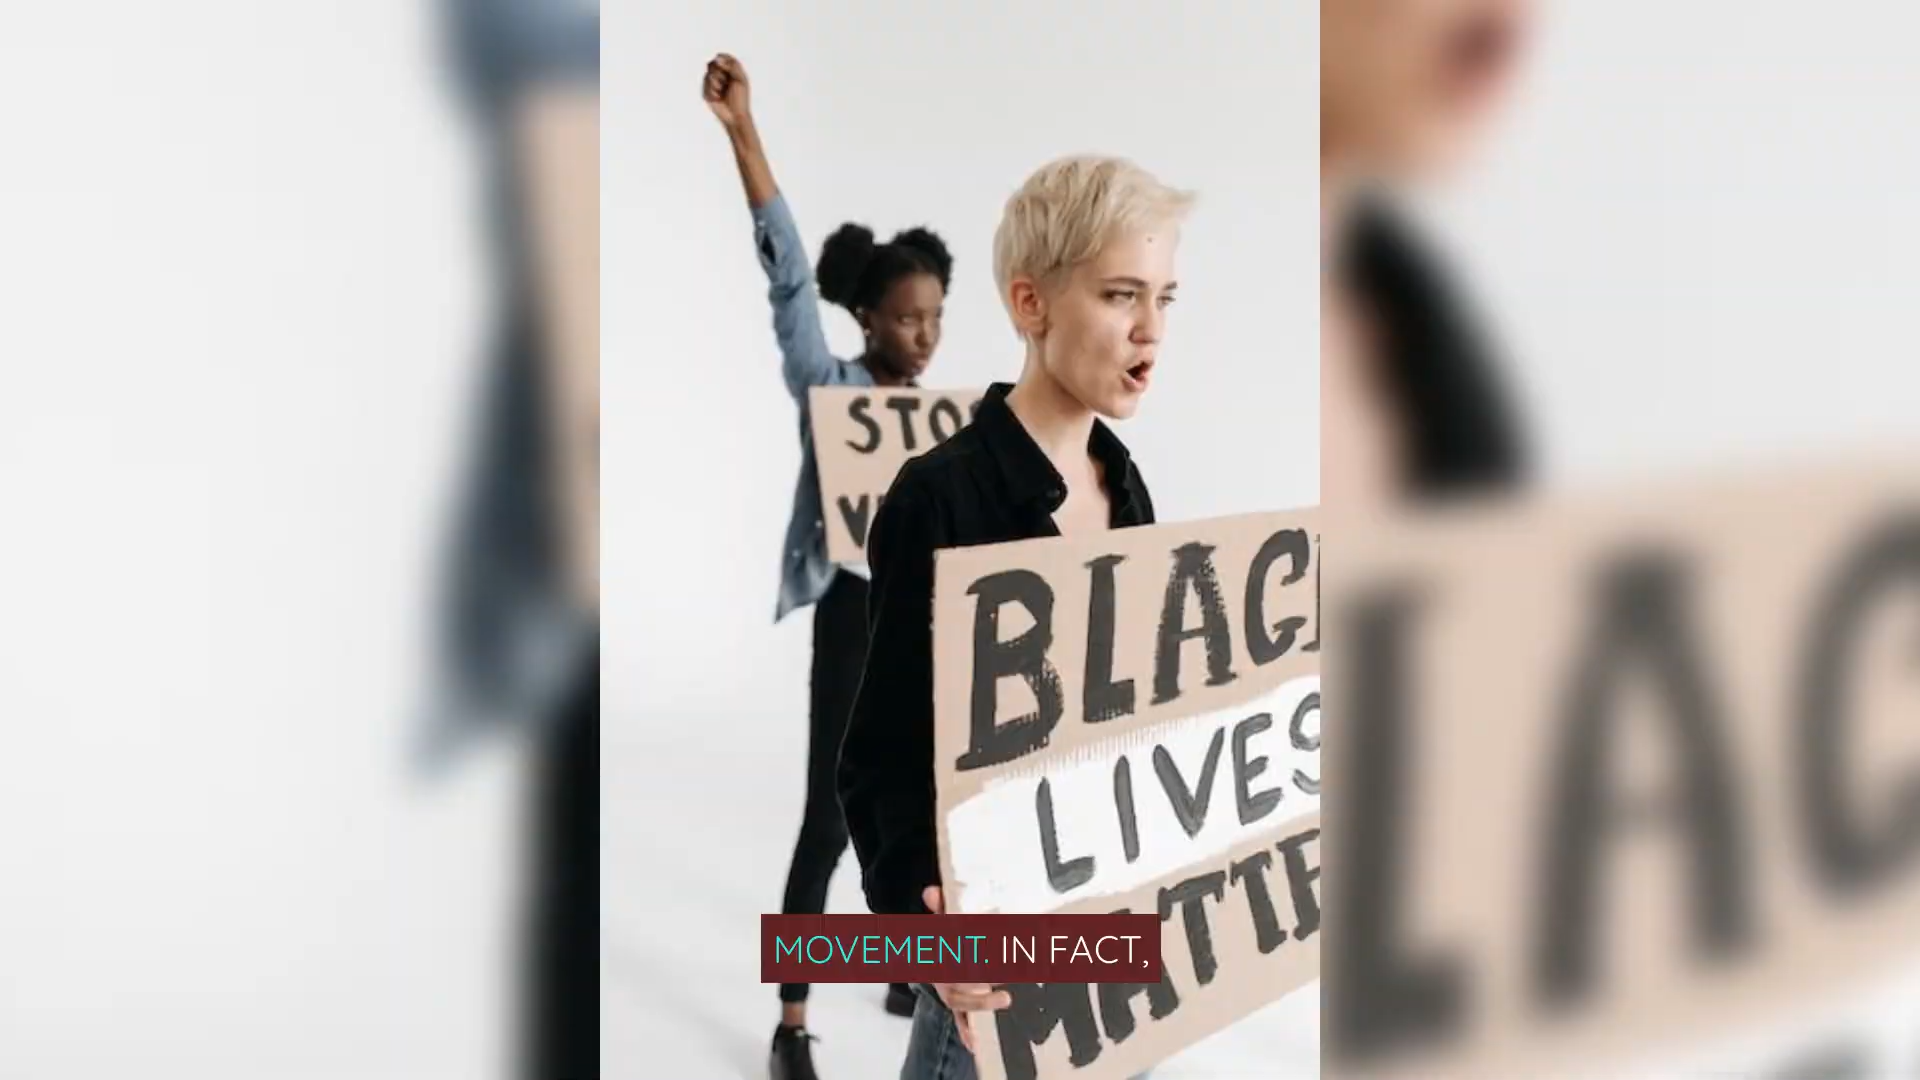 STO
V
BLAC
LIVES
MATTE
MOVEMENT. IN FACT,